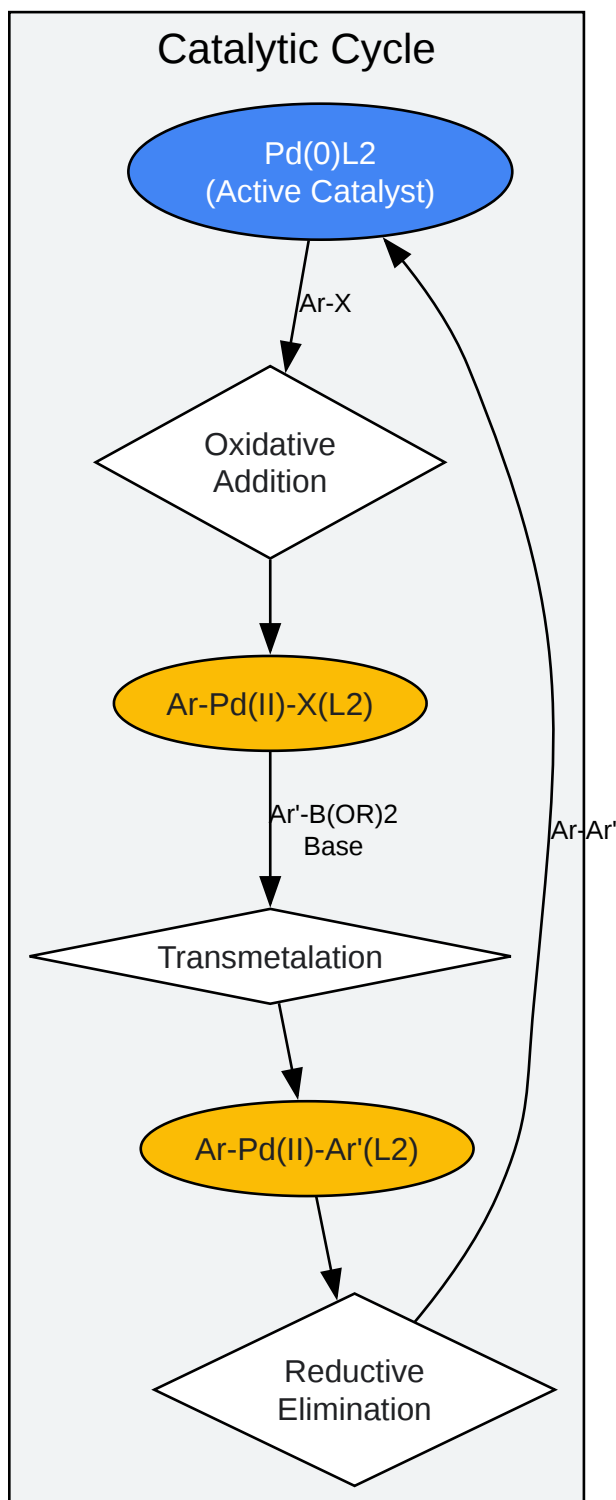 Catalytic Cycle
Pd(0)L2
(Active Catalyst)
Ar-X
Oxidative
Addition
Ar-Pd(II)-X(L2)
Ar'-B(OR)2
Base
Ar-Ar'
Transmetalation
Ar-Pd(II)-Ar'(L2)
Reductive
Elimination